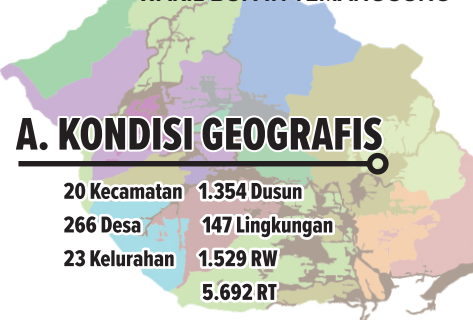 A. KONDISI GEOGRAFIS
20 Kecamatan 1.354 Dusun
266 Desa 147 Lingkungan
23 Kelurahan 1.529 RW
5.692 RT